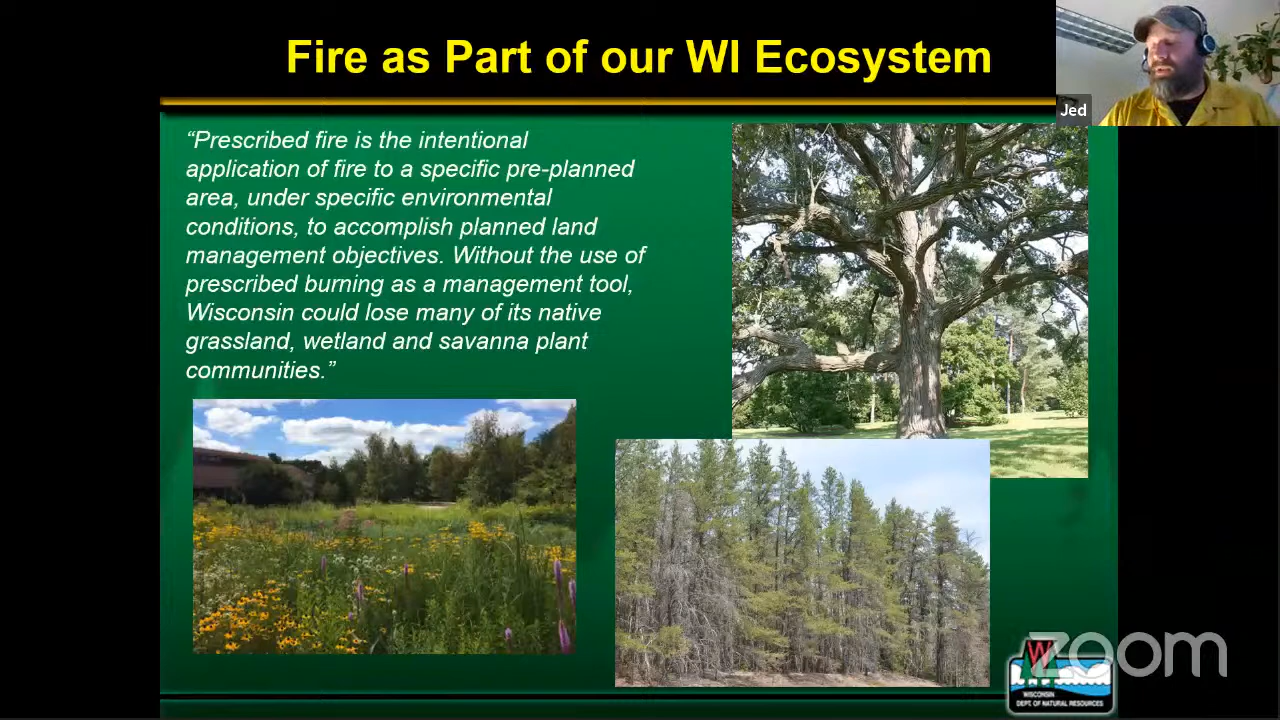 Fire as Part of our WI Ecosystem
Jed
“Prescribed fire is the intentional
application of fire to a specific pre-planned
area, under specific environmental
conditions, to accomplish planned land
management objectives. Without the use of
prescribed burning as a management tool,
Wisconsin could lose many of its native
grassland, wetland and savanna plant
communities.”
W
zoom
WISCONSIN
DEPT. OF NATURAL RESOURCES